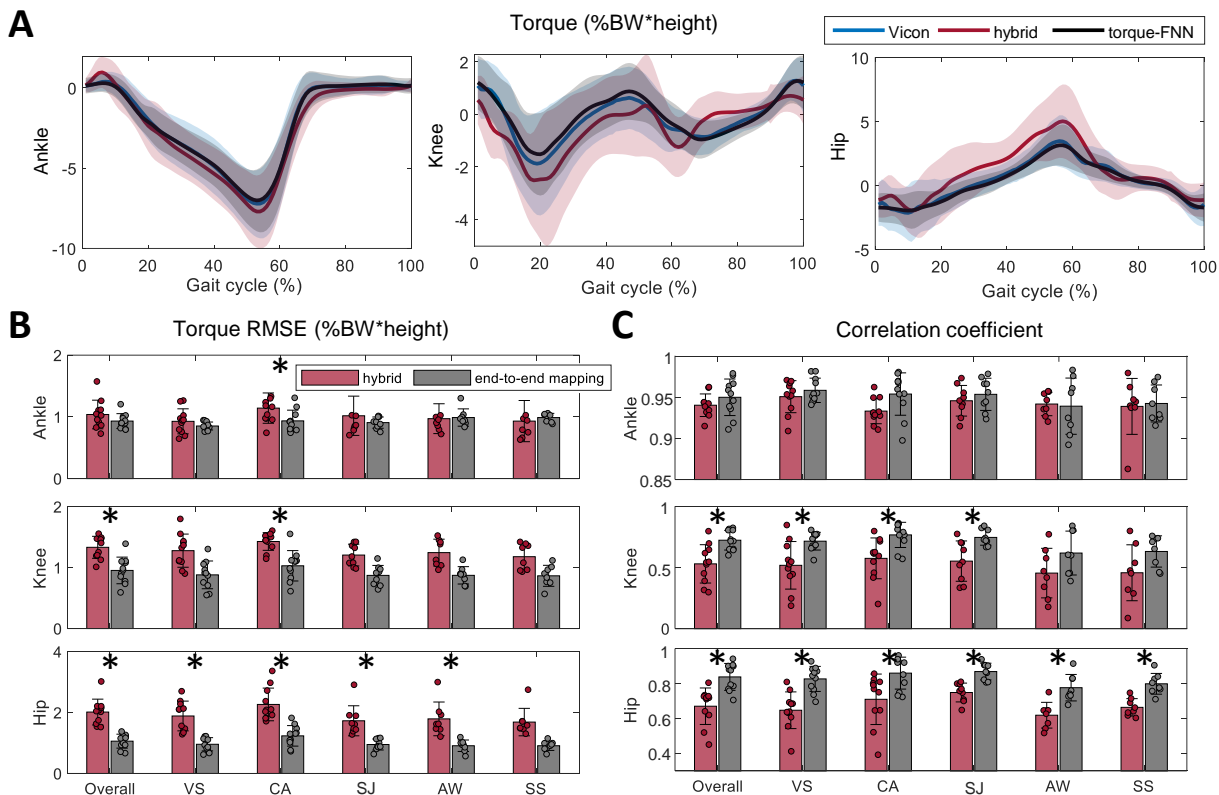 A
Torque (%BW*height)
Vicon hybrid torque-FNN
Ankle
0
-5
-10
0 20 40 60 80 100
Gait cycle (%)
Knee
2
0
-2
-4
0 20 40 60 80 100
Gait cycle (%)
Hip
10
5
0
-5
0 20 40 60 80 100
Gait cycle (%)
B
Torque RMSE (%BW*height)
hybrid end-to-end mapping
Ankle
2
1
0
*
Knee
2
1
0
* *
Hip
4
2
0
* * * * *
Overall VS CA SJ AW SS
C
Correlation coefficient
Ankle
1
0.95
0.9
0.85
Knee
1
0.5
0
* * * *
Hip
0.8
0.6
0.4
* * * * * *
Overall VS CA SJ AW SS